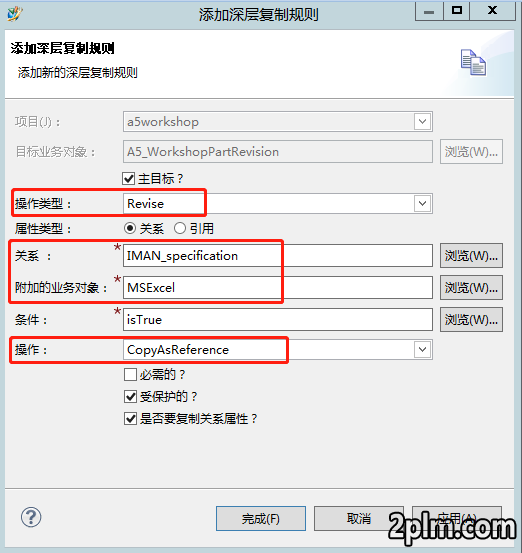 添加深层复制规则
添加深层复制规则
添加新的深层复制规则
项目(J)： a5workshop
目标业务对象： A5_WorkshopPartRevision 浏览(W)...
主目标？
操作类型： Revise
属性类型： 关系 引用
关系 ： * IMAN_specification 浏览(W)...
附加的业务对象： * MSExcel 浏览(W)...
条件： * isTrue 浏览(W)...
操作： CopyAsReference
必需的？
受保护的？
是否要复制关系属性？
完成(F) 取消 应用(A)
2plm.com